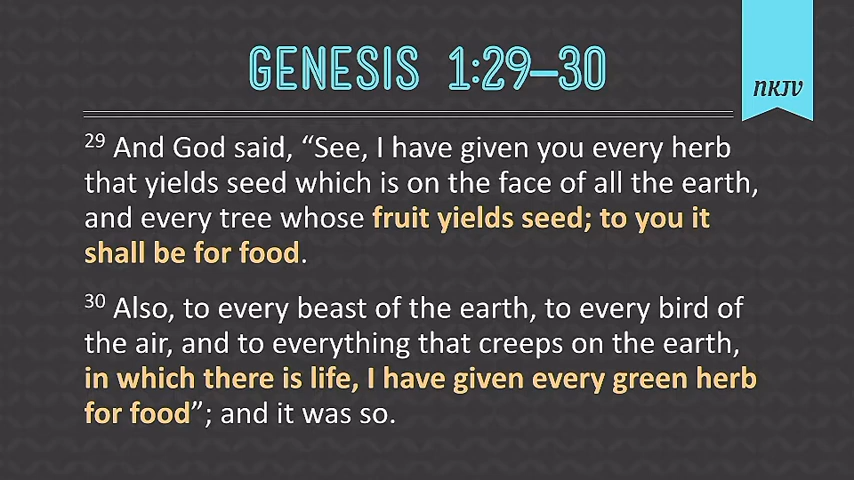 GENESIS 1:29–30
NKJV
29 And God said, “See, I have given you every herb
that yields seed which is on the face of all the earth,
and every tree whose fruit yields seed; to you it
shall be for food.
30 Also, to every beast of the earth, to every bird of
the air, and to everything that creeps on the earth,
in which there is life, I have given every green herb
for food”; and it was so.